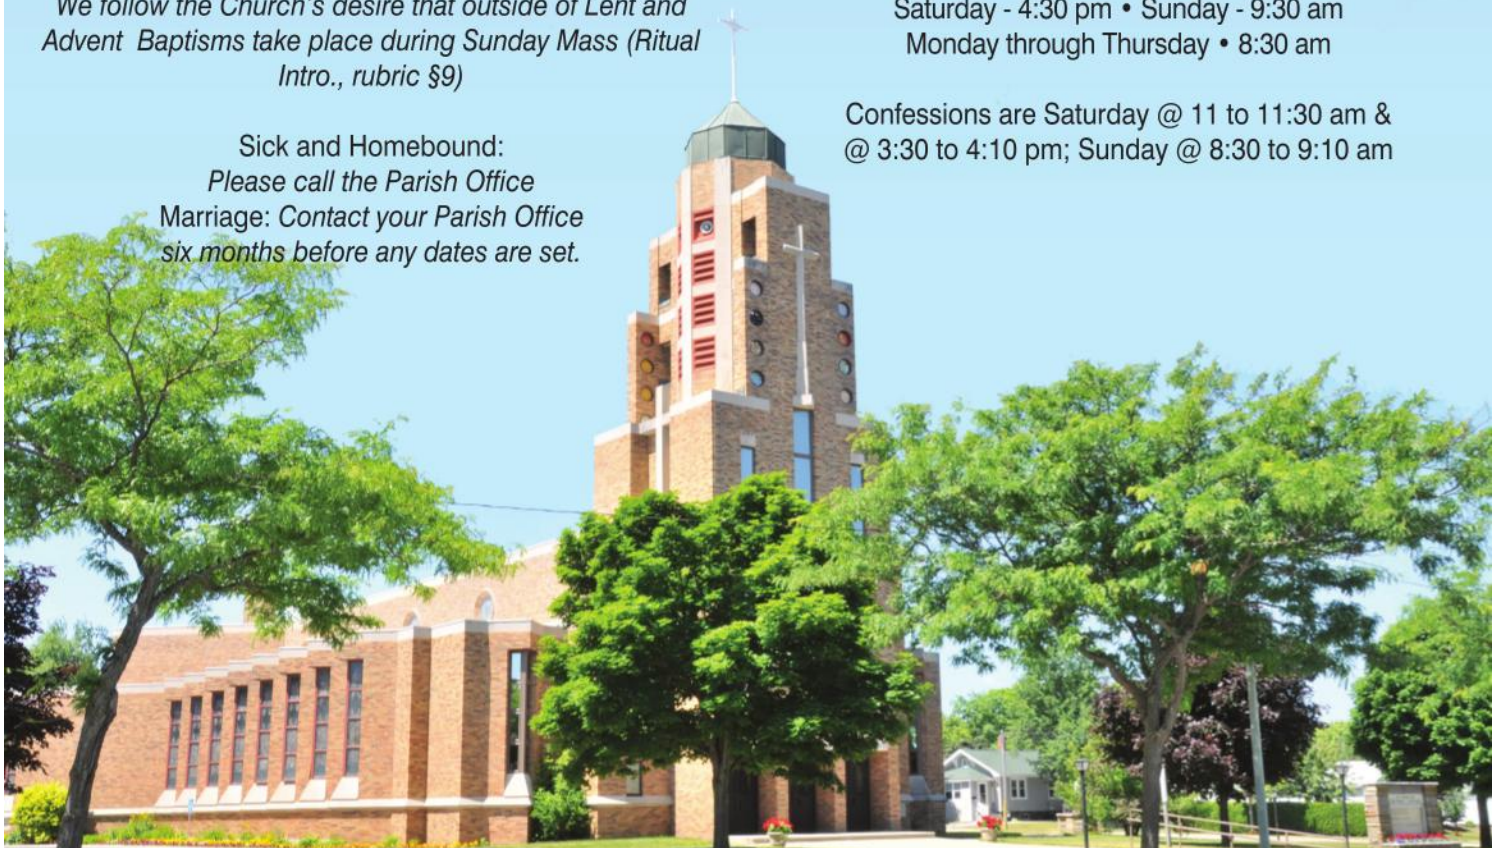 We follow the Church's desire that outside of Lent and
Advent Baptisms take place during Sunday Mass (Ritual
Intro., rubric §9)
Sick and Homebound:
Please call the Parish Office
Marriage: Contact your Parish Office
six months before any dates are set.
Saturday - 4:30 pm • Sunday - 9:30 am
Monday through Thursday • 8:30 am
Confessions are Saturday @ 11 to 11:30 am &
@ 3:30 to 4:10 pm; Sunday @ 8:30 to 9:10 am